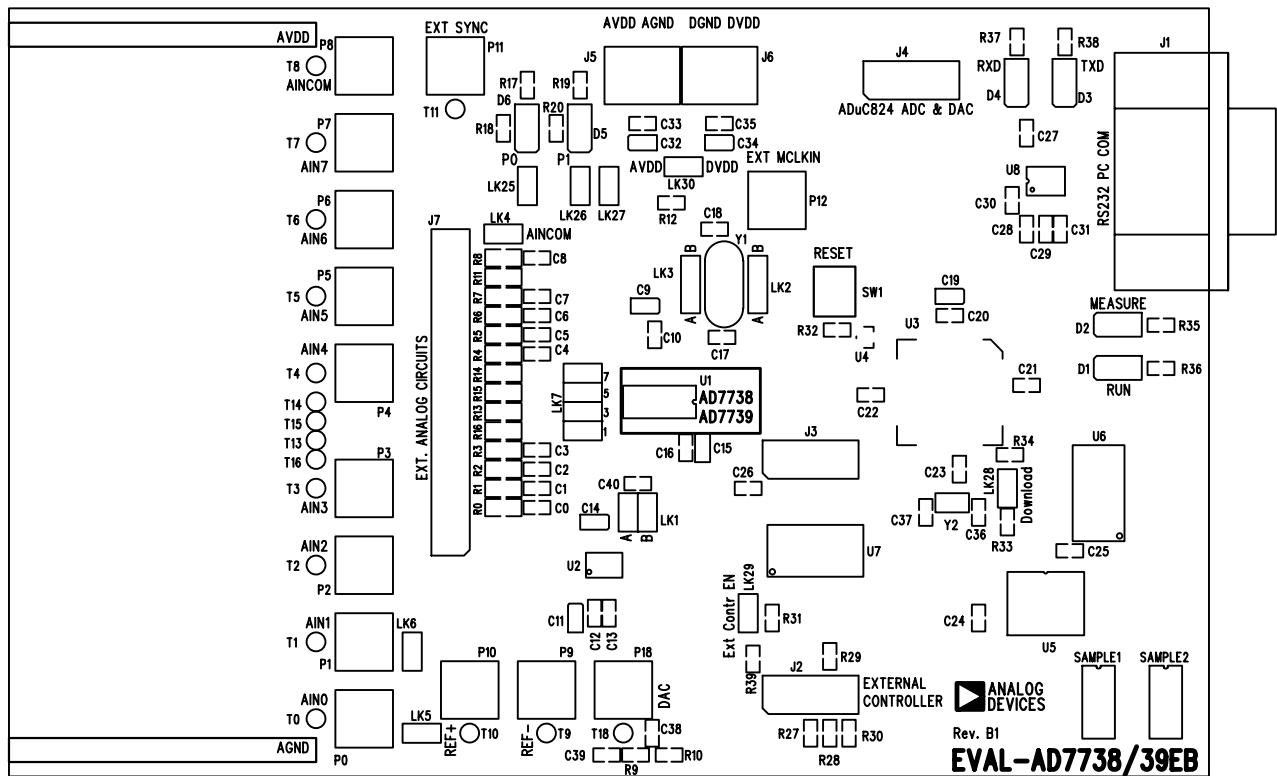 AVDD
P8
T8
AINCOM
EXT SYNC
P11
T11
AVDD AGND
DGND DVDD
J5
J6
R17
R19
D6
R20
R18
D5
P0
P1
C33
C35
C32
C34
J4
ADuC824 ADC & DAC
R37
R38
RXD
TXD
D4
D3
J1
RS232 PC COM
C27
U8
C30
C28
C29
C31
P7
T7
AIN7
AVDD
DVDD
LK30
EXT MCLKIN
P12
LK25
LK26
LK27
R12
P6
T6
AIN6
J7
LK4
AINCOM
C18
Y1
B
B
LK3
LK2
A
A
RESET
SW1
R32
U4
U3
C19
C20
MEASURE
D2
R35
D1
R36
RUN
P5
T5
AIN5
EXT. ANALOG CIRCUITS
R8
C8
R11
R7
C7
R6
C6
R5
C5
R4
C4
R14
R15
R13
R16
R3
C3
R2
C2
R1
C1
R0
C0
C9
C10
C17
AIN4
T4
P4
T14
T15
T13
T16
LK7
7
5
3
1
U1
AD7738
AD7739
C16
C15
C22
C21
J3
C26
P3
T3
AIN3
C40
C14
LK1
A
B
U2
R34
C23
LK28
Download
C37
Y2
C36
R33
U6
C25
U7
AIN2
T2
P2
AIN1
T1
P1
LK6
C11
C12
C13
LK29
Ext Contr EN
R31
C24
U5
P10
P9
P18
DAC
R39
J2
R29
EXTERNAL
CONTROLLER
SAMPLE1
SAMPLE2
ANALOG
DEVICES
AIN0
T0
P0
LK5
REF+
T10
REF-
T9
T18
C38
C39
R9
R10
R27
R28
R30
Rev. B1
AGND
EVAL-AD7738/39EB